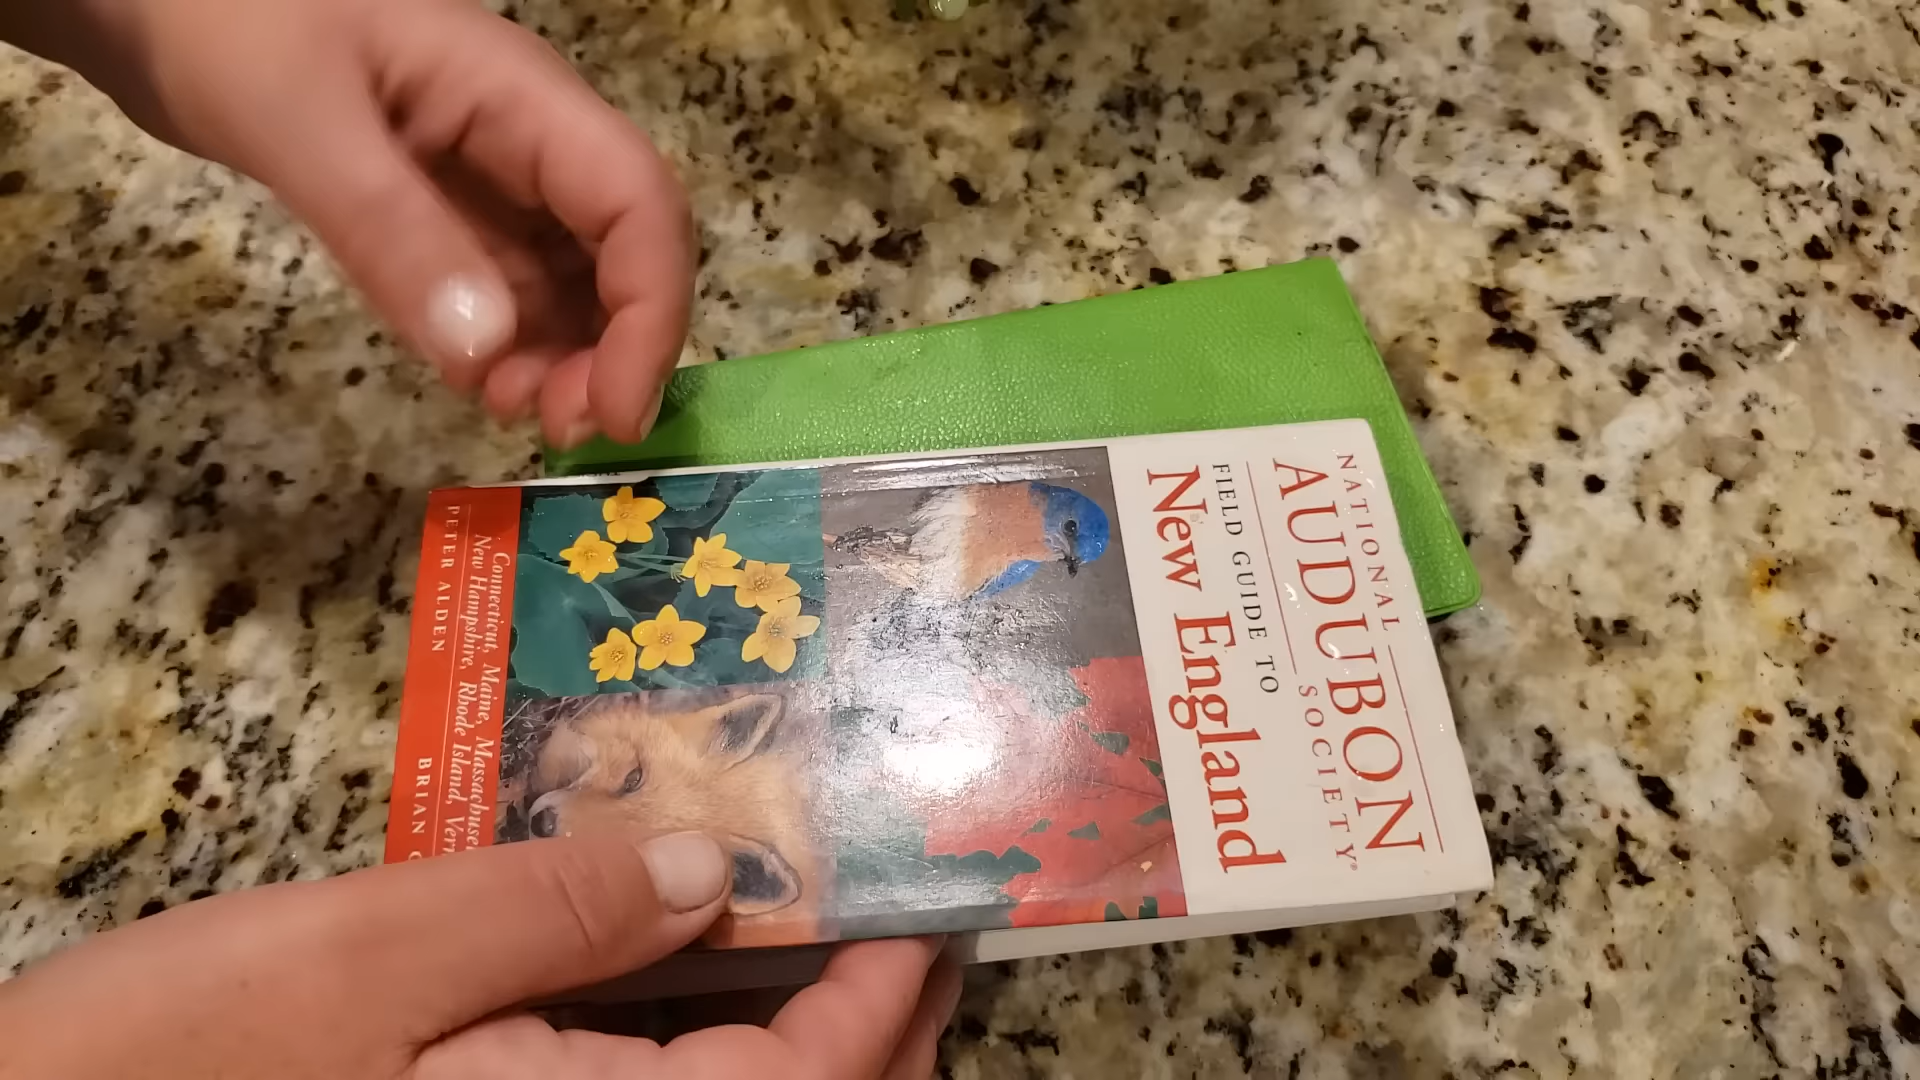 NATIONAL
AUDUBON
SOCIETY®
FIELD GUIDE TO
New England
Connecticut, Maine, Massachuse
New Hampshire, Rhode Island, Ver
PETER ALDEN
BRIAN